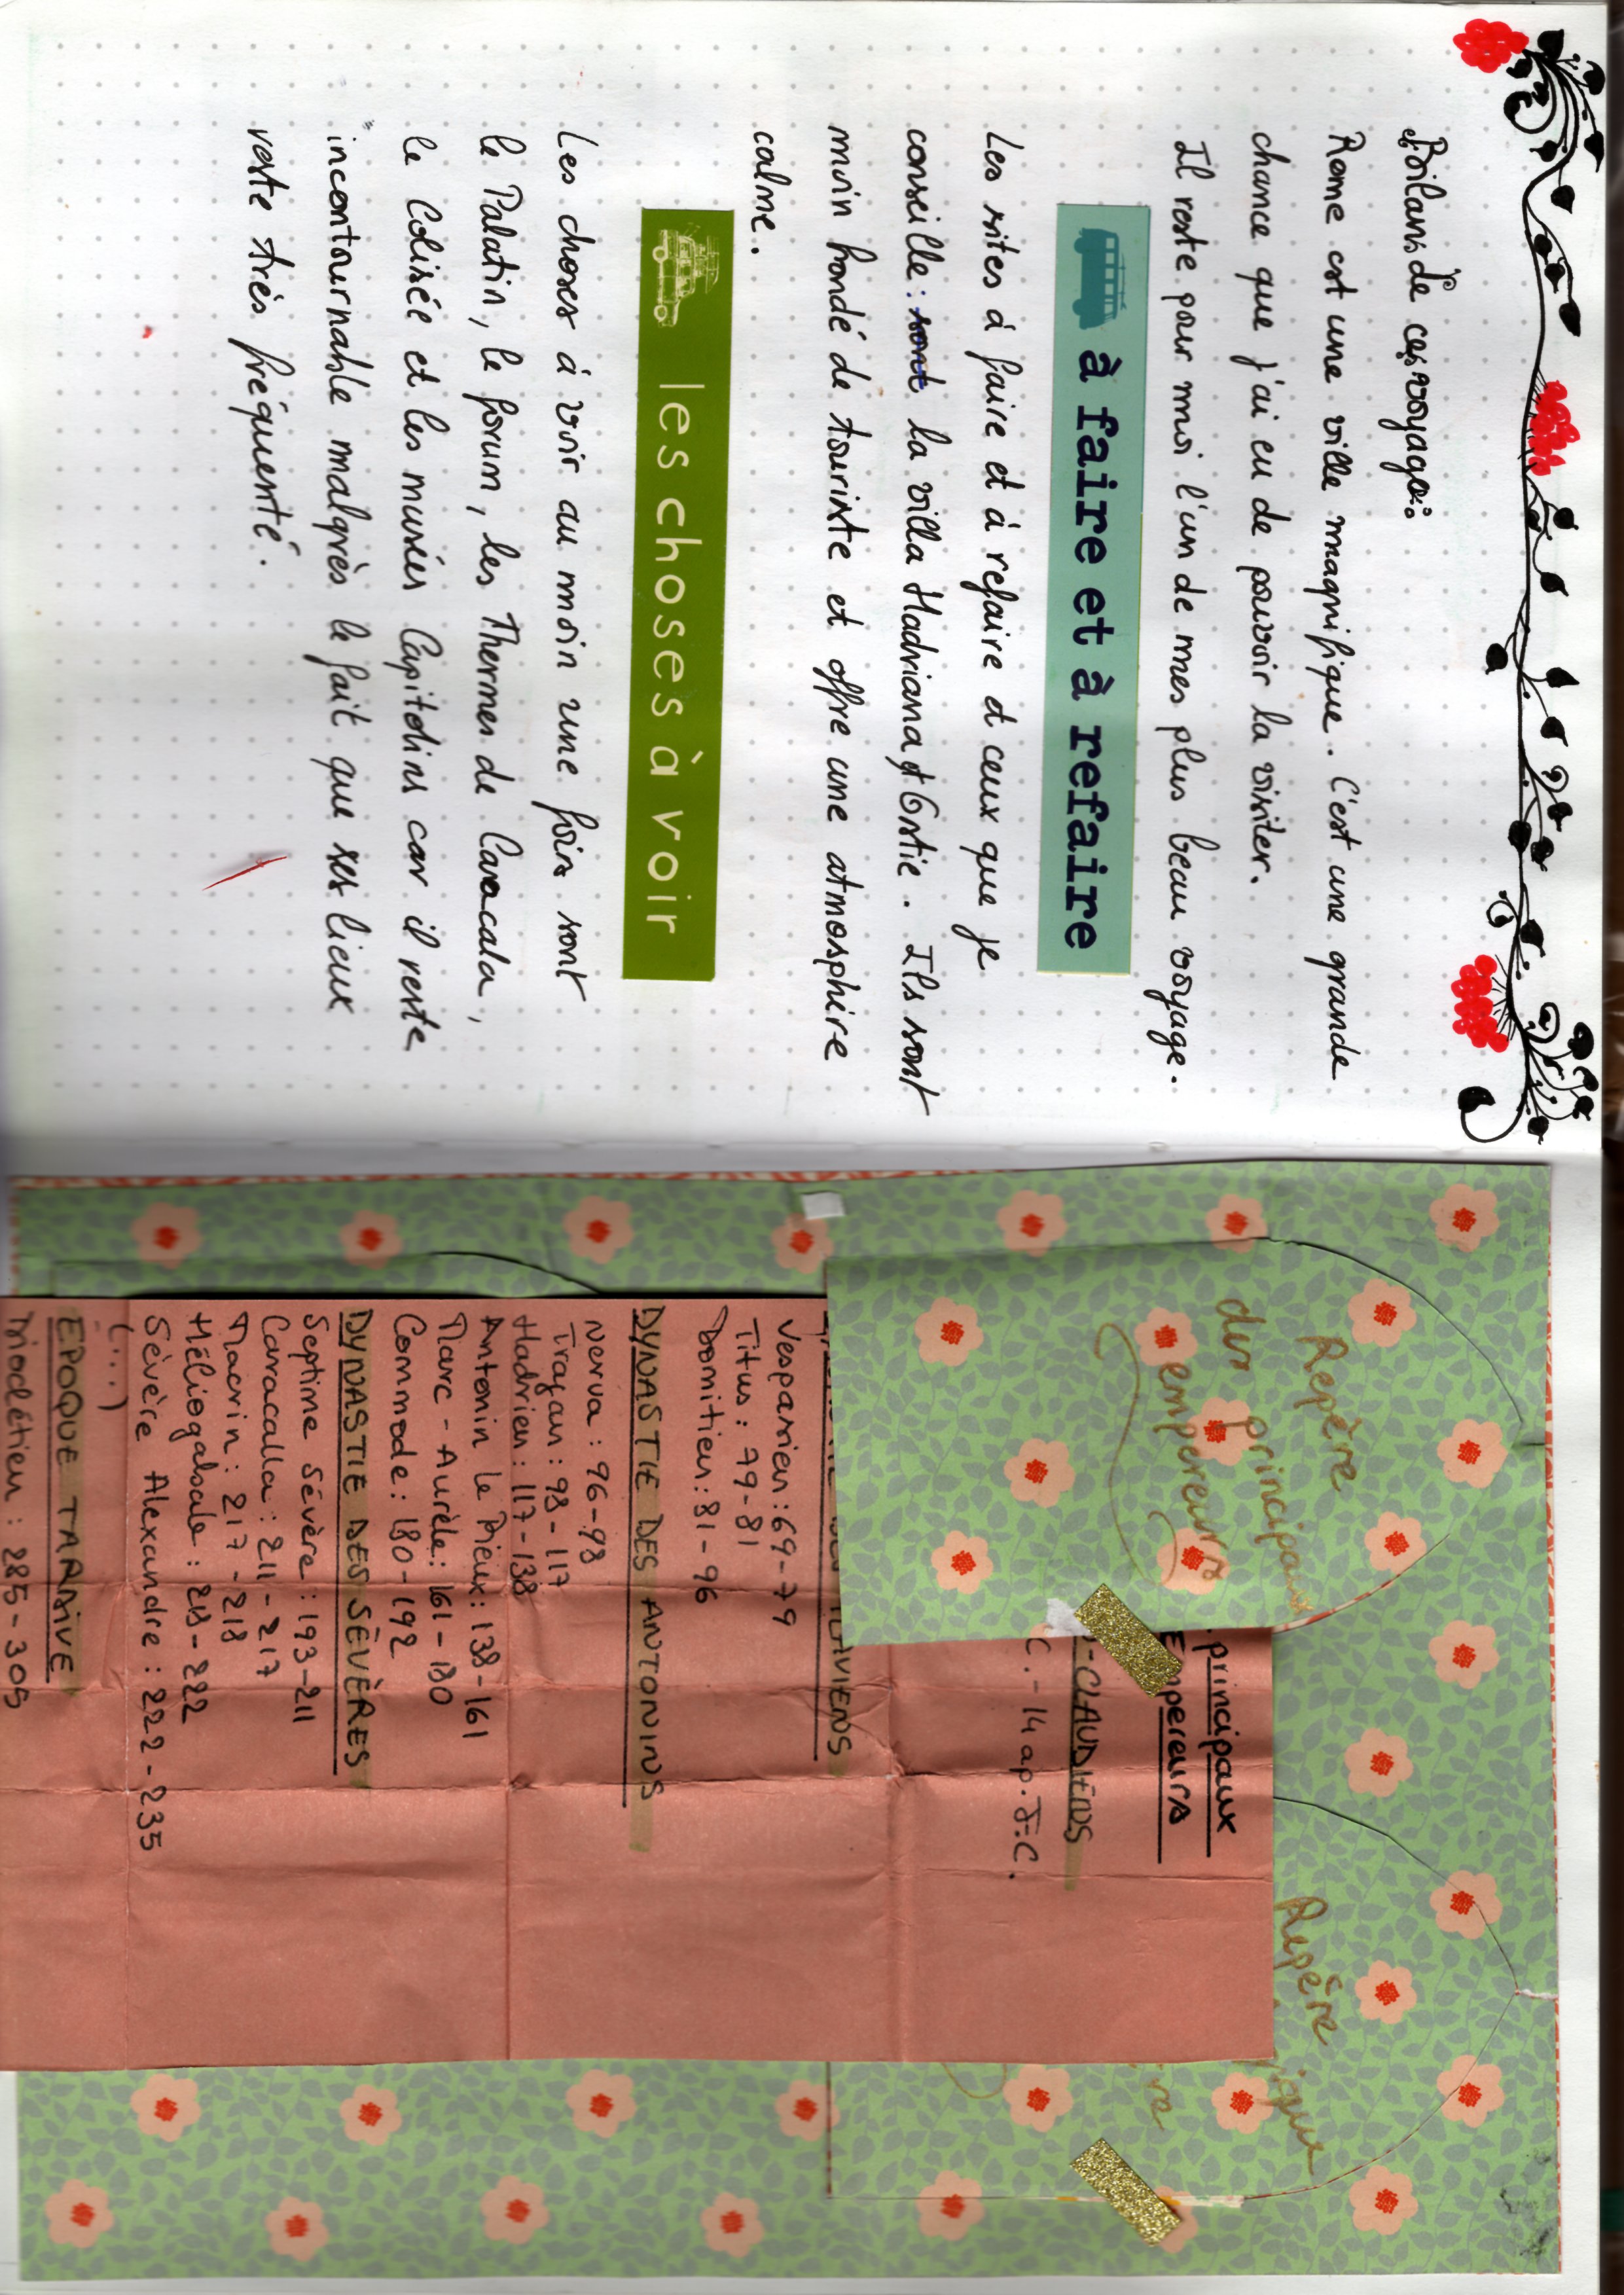 Bilan de ces voyage:
Rome est une ville magnifique. C'est une grande
chance que j'ai eu de pouvoir la visiter.
Il reste pour moi l'un de mes plus beau voyage.
à faire et à refaire
Les sites à faire et à refaire et ceux que je
conseille: sont la villa Hadriana et Ostie. Ils sont
moin bondé de touriste et offre une atmosphère
calme.
les choses à voir
Les choses à voir au moin une fois sont
le Palatin, le forum, les Thermes de Caracala,
le Colisée et les musées Capitolins car il reste
incontournable malgrès le fait que ses lieux
reste très fréquenté.
Repère
des principaux
empereurs
Repère
principaux
Empereurs
-CLAUDIENS
C. - 14 ap. J.C.
Vespasien : 69-79
Titus : 79-81
Domitien : 81-96
DYNASTIE DES ANTONINS
Nerva : 96-98
Trajan : 98-117
Hadrien : 117-138
Antonin le Pieux : 138-161
Marc-Aurèle : 161-180
Commode : 180-192
DYNASTIE DES SÉVÈRES
Septime Sévère : 193-211
Caracalla : 211-217
Macrin : 217-218
Héliogabale : 218-222
Sévère Alexandre : 222-235
(...)
ÉPOQUE TARDIVE
Dioclétien : 285-305